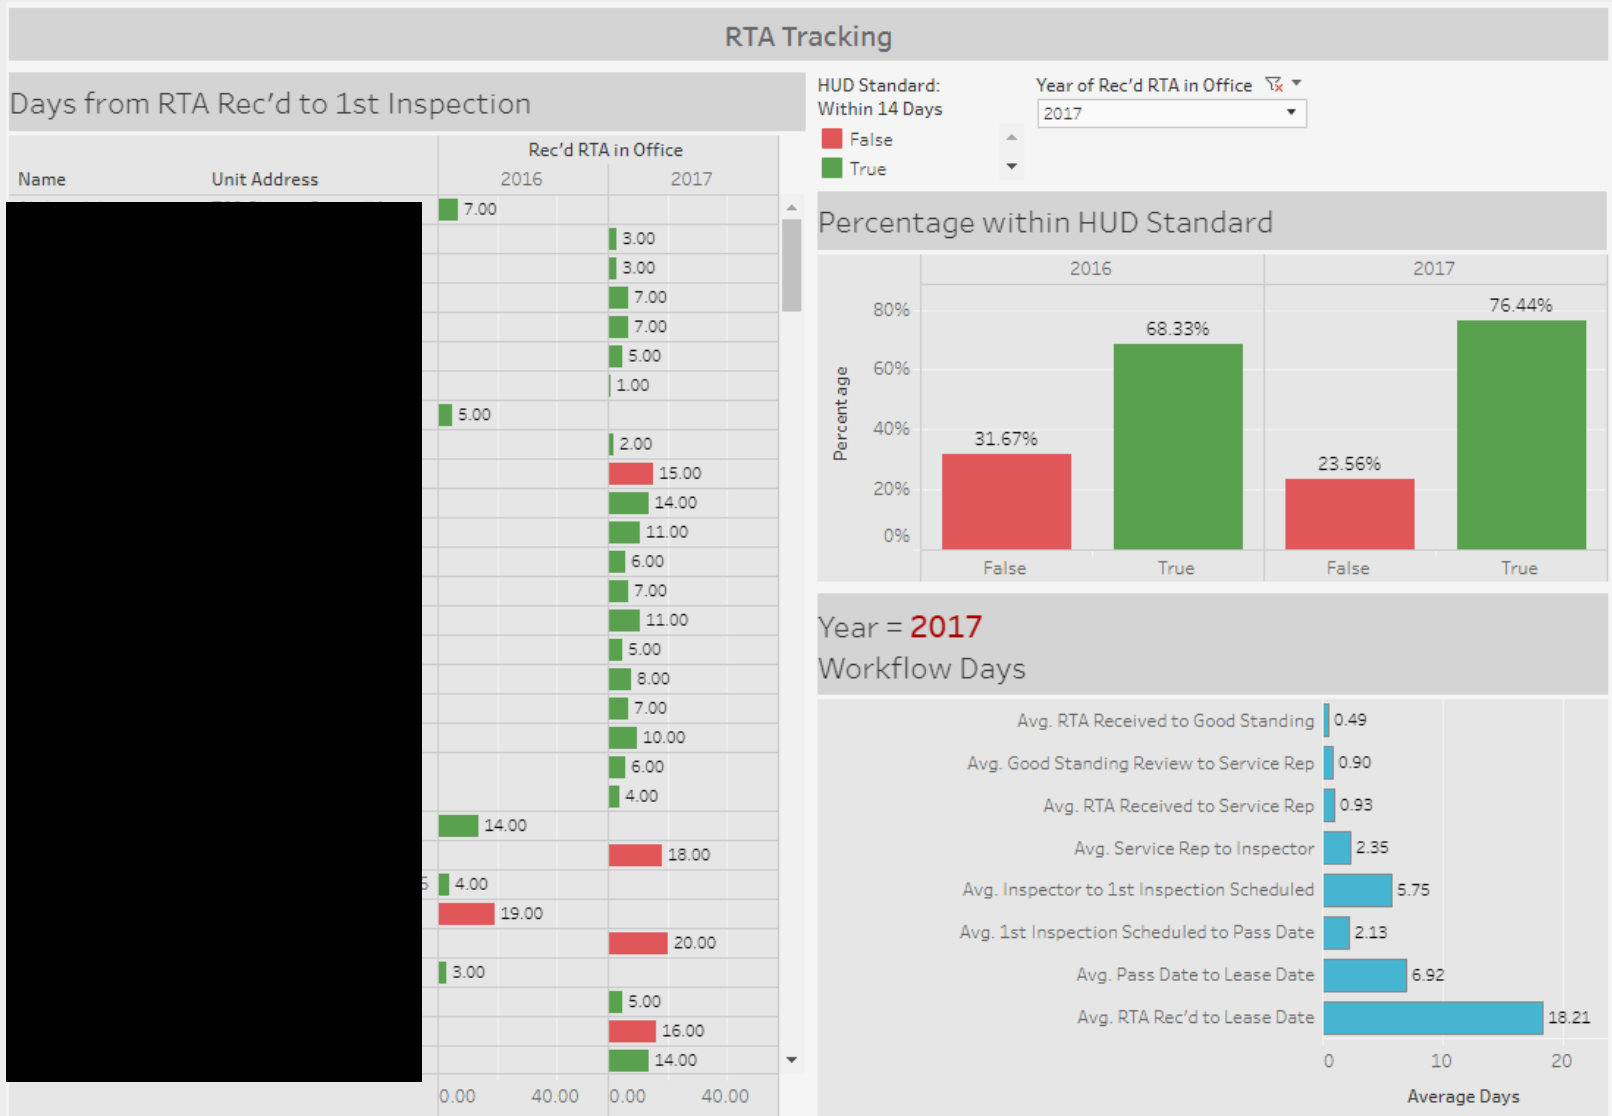 RTA Tracking
Days from RTA Rec'd to 1st Inspection
Rec'd RTA in Office
Name Unit Address 2016 2017
7.00
3.00
3.00
7.00
7.00
5.00
1.00
5.00
2.00
15.00
14.00
11.00
6.00
7.00
11.00
5.00
8.00
7.00
10.00
6.00
4.00
14.00
18.00
4.00
19.00
20.00
3.00
5.00
16.00
14.00
0.00 40.00 0.00 40.00
HUD Standard:
Within 14 Days
False
True
Year of Rec'd RTA in Office
2017
Percentage within HUD Standard
2016 2017
Percentage
80%
60%
40%
20%
0%
31.67%
68.33%
23.56%
76.44%
False True False True
Year = 2017
Workflow Days
Avg. RTA Received to Good Standing 0.49
Avg. Good Standing Review to Service Rep 0.90
Avg. RTA Received to Service Rep 0.93
Avg. Service Rep to Inspector 2.35
Avg. Inspector to 1st Inspection Scheduled 5.75
Avg. 1st Inspection Scheduled to Pass Date 2.13
Avg. Pass Date to Lease Date 6.92
Avg. RTA Rec'd to Lease Date 18.21
0 10 20
Average Days